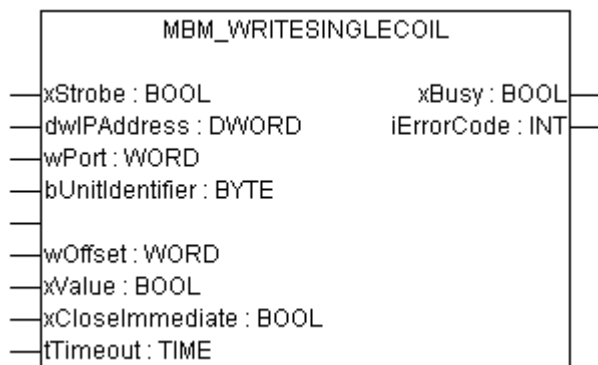 MBM_WRITESINGLECOIL
xStrobe : BOOL xBusy : BOOL
dwIPAddress : DWORD iErrorCode : INT
wPort : WORD
bUnitIdentifier : BYTE
wOffset : WORD
xValue : BOOL
xCloseImmediate : BOOL
tTimeout : TIME